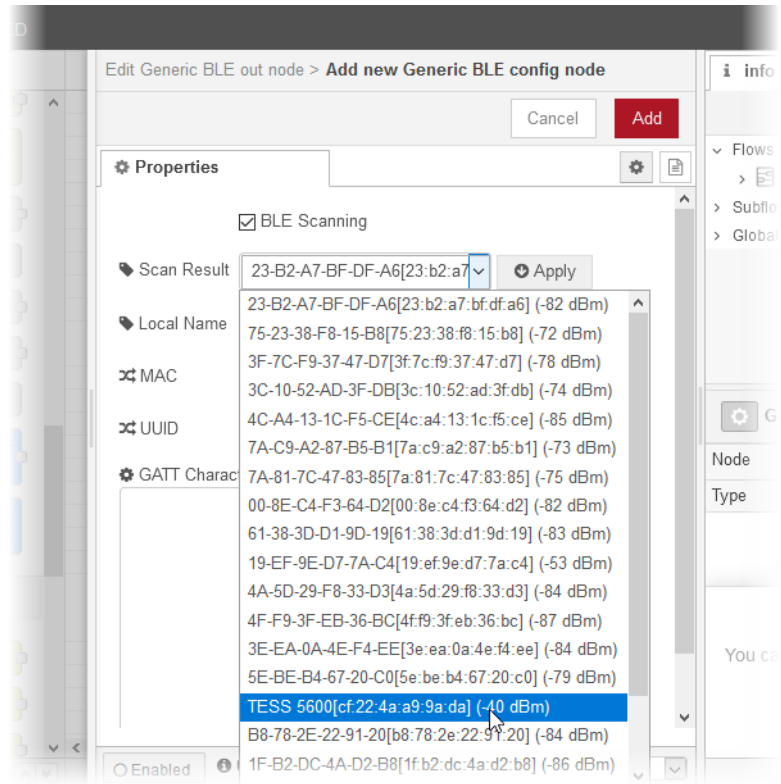 Edit Generic BLE out node > Add new Generic BLE config node
i info
Cancel
Add
Properties
Flows
BLE Scanning
Subflo
Global
Scan Result
23-B2-A7-BF-DF-A6[23:b2:a7
Apply
23-B2-A7-BF-DF-A6[23:b2:a7:bf:df:a6] (-82 dBm)
Local Name
75-23-38-F8-15-B8[75:23:38:f8:15:b8] (-72 dBm)
3F-7C-F9-37-47-D7[3f:7c:f9:37:47:d7] (-78 dBm)
MAC
3C-10-52-AD-3F-DB[3c:10:52:ad:3f:db] (-74 dBm)
4C-A4-13-1C-F5-CE[4c:a4:13:1c:f5:ce] (-85 dBm)
UUID
7A-C9-A2-87-B5-B1[7a:c9:a2:87:b5:b1] (-73 dBm)
Node
GATT Charac
7A-81-7C-47-83-85[7a:81:7c:47:83:85] (-75 dBm)
Type
00-8E-C4-F3-64-D2[00:8e:c4:f3:64:d2] (-82 dBm)
61-38-3D-D1-9D-19[61:38:3d:d1:9d:19] (-83 dBm)
19-EF-9E-D7-7A-C4[19:ef:9e:d7:7a:c4] (-53 dBm)
4A-5D-29-F8-33-D3[4a:5d:29:f8:33:d3] (-84 dBm)
4F-F9-3F-EB-36-BC[4f:f9:3f:eb:36:bc] (-87 dBm)
3E-EA-0A-4E-F4-EE[3e:ea:0a:4e:f4:ee] (-84 dBm)
You ca
5E-BE-B4-67-20-C0[5e:be:b4:67:20:c0] (-79 dBm)
TESS 5600[cf:22:4a:a9:9a:da] (-40 dBm)
B8-78-2E-22-91-20[b8:78:2e:22:91:20] (-84 dBm)
Enabled
1F-B2-DC-4A-D2-B8[1f:b2:dc:4a:d2:b8] (-86 dBm)